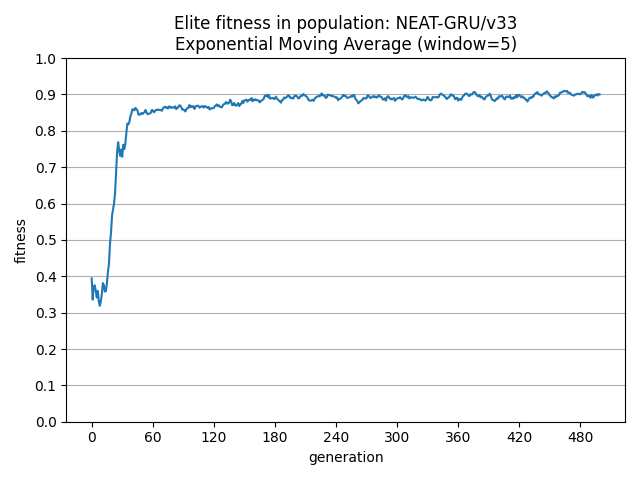 Elite fitness in population: NEAT-GRU/v33
Exponential Moving Average (window=5)
1.0
0.9
0.8
0.7
0.6
0.5
0.4
0.3
0.2
0.1
0.0
fitness
0 60 120 180 240 300 360 420 480
generation